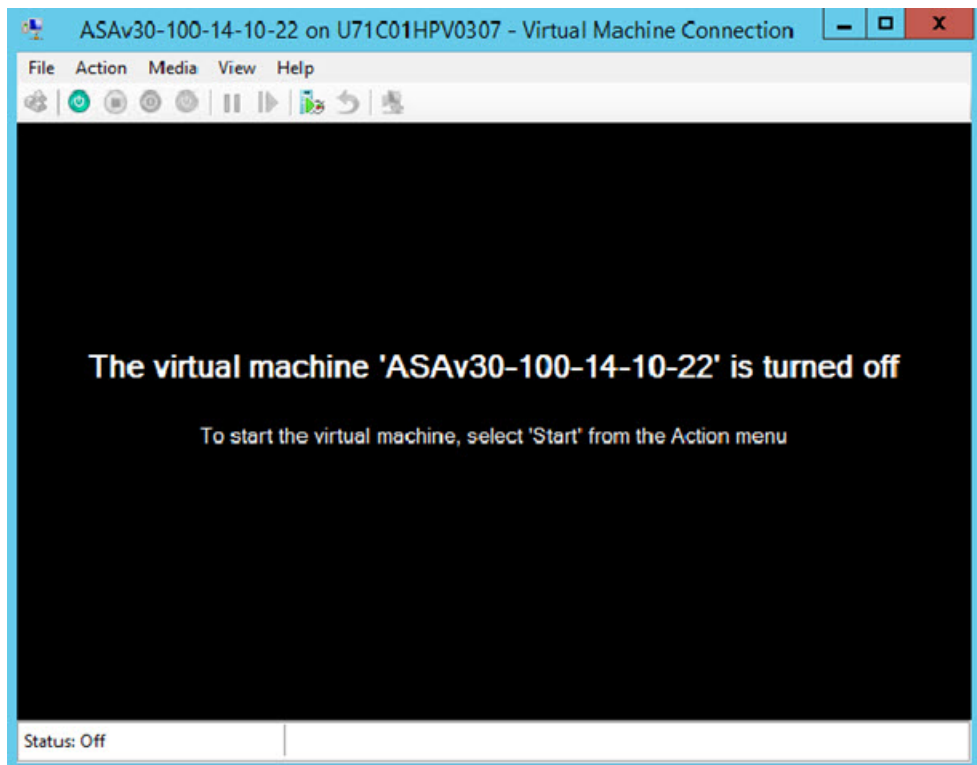 ASAv30-100-14-10-22 on U71C01HPV0307 - Virtual Machine Connection
File Action Media View Help
The virtual machine 'ASAv30-100-14-10-22' is turned off
To start the virtual machine, select 'Start' from the Action menu
Status: Off